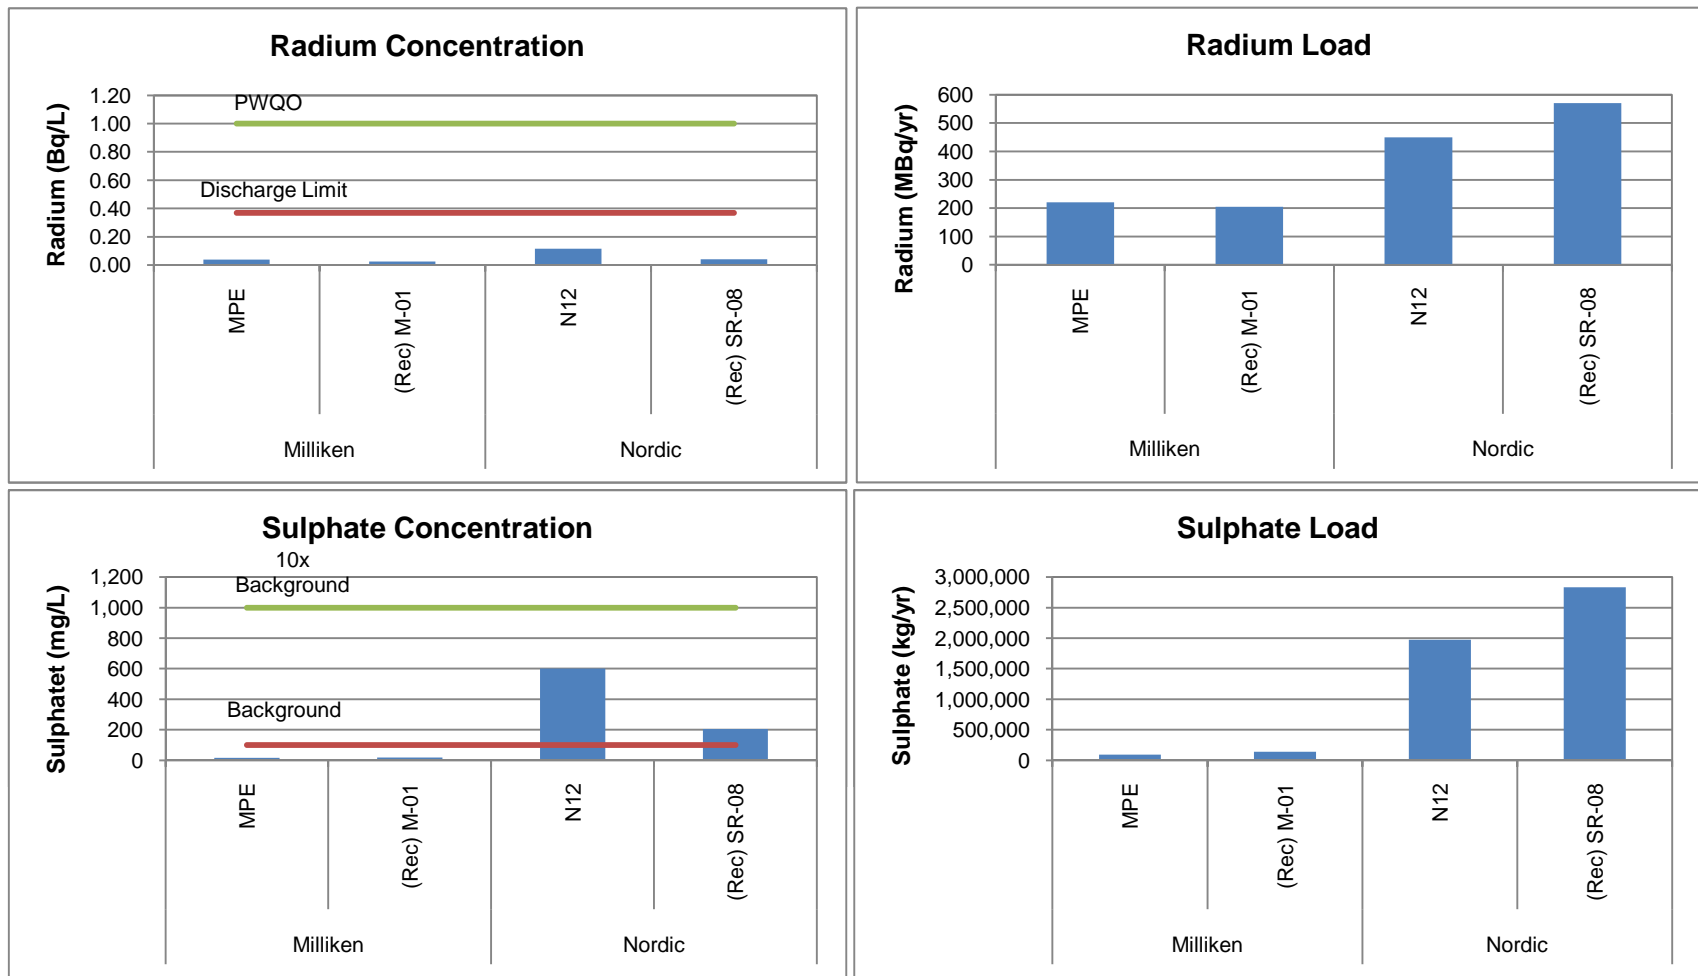 Radium Concentration
Radium (Bq/L)
1.20
1.00
0.80
0.60
0.40
0.20
0.00
PWQO
Discharge Limit
MPE
(Rec) M-01
N12
(Rec) SR-08
Milliken
Nordic
Radium Load
Radium (MBq/yr)
600
500
400
300
200
100
0
MPE
(Rec) M-01
N12
(Rec) SR-08
Milliken
Nordic
Sulphate Concentration
Sulphatet (mg/L)
1,200
1,000
800
600
400
200
0
10x
Background
Background
MPE
(Rec) M-01
N12
(Rec) SR-08
Milliken
Nordic
Sulphate Load
Sulphate (kg/yr)
3,000,000
2,500,000
2,000,000
1,500,000
1,000,000
500,000
0
MPE
(Rec) M-01
N12
(Rec) SR-08
Milliken
Nordic